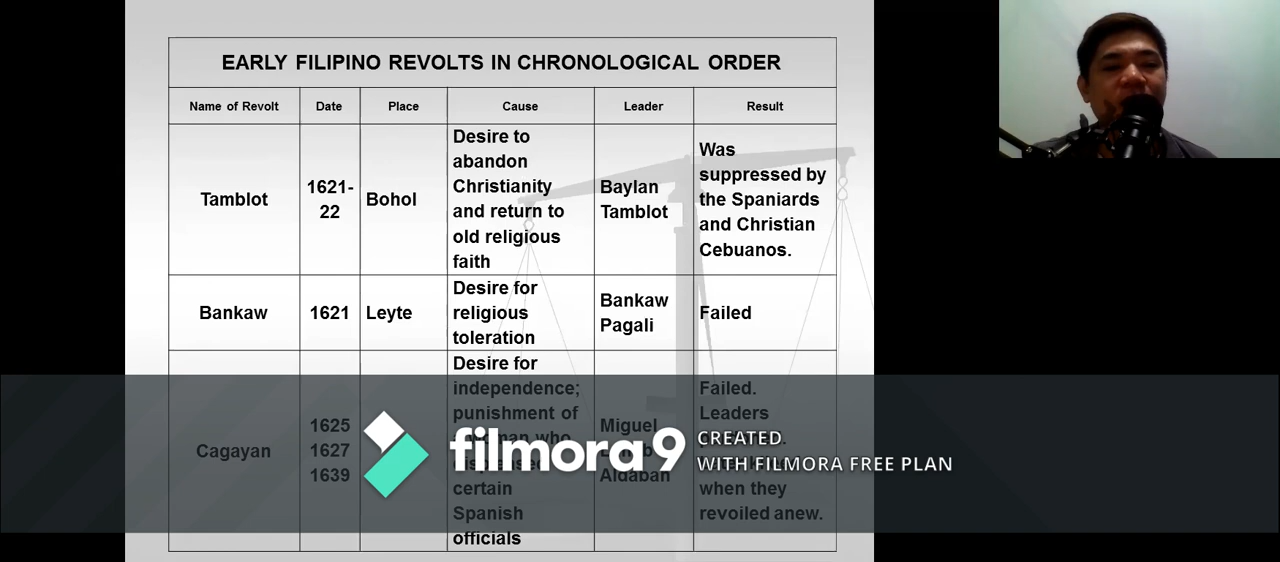 EARLY FILIPINO REVOLTS IN CHRONOLOGICAL ORDER
Name of Revolt Date Place Cause Leader Result
Tamblot
1621-
22
Bohol
Desire to
abandon
Christianity
and return to
old religious
faith
Baylan
Tamblot
Was
suppressed by
the Spaniards
and Christian
Cebuanos.
Bankaw
1621
Leyte
Desire for
religious
toleration
Bankaw
Pagali
Failed
Cagayan
1625
1627
1639
Desire for
independence;
punishment of
who
certain
Spanish
officials
Miguel
Aldaban
Failed.
Leaders
when they
revoiled anew.
filmora9
CREATED
WITH FILMORA FREE PLAN